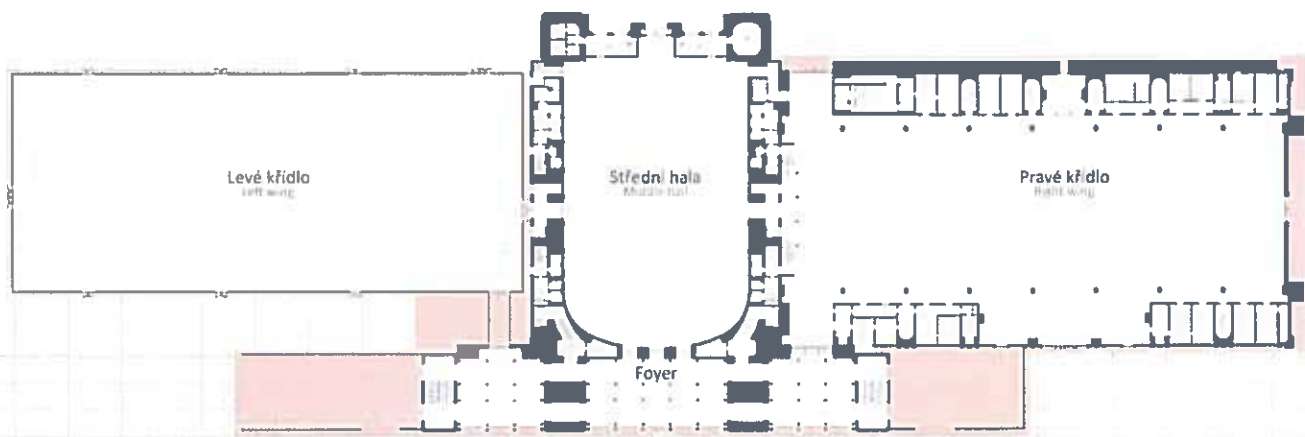 Levé křídlo
Left wing
Střední hala
Middle hall
Pravé křídlo
Right wing
Foyer